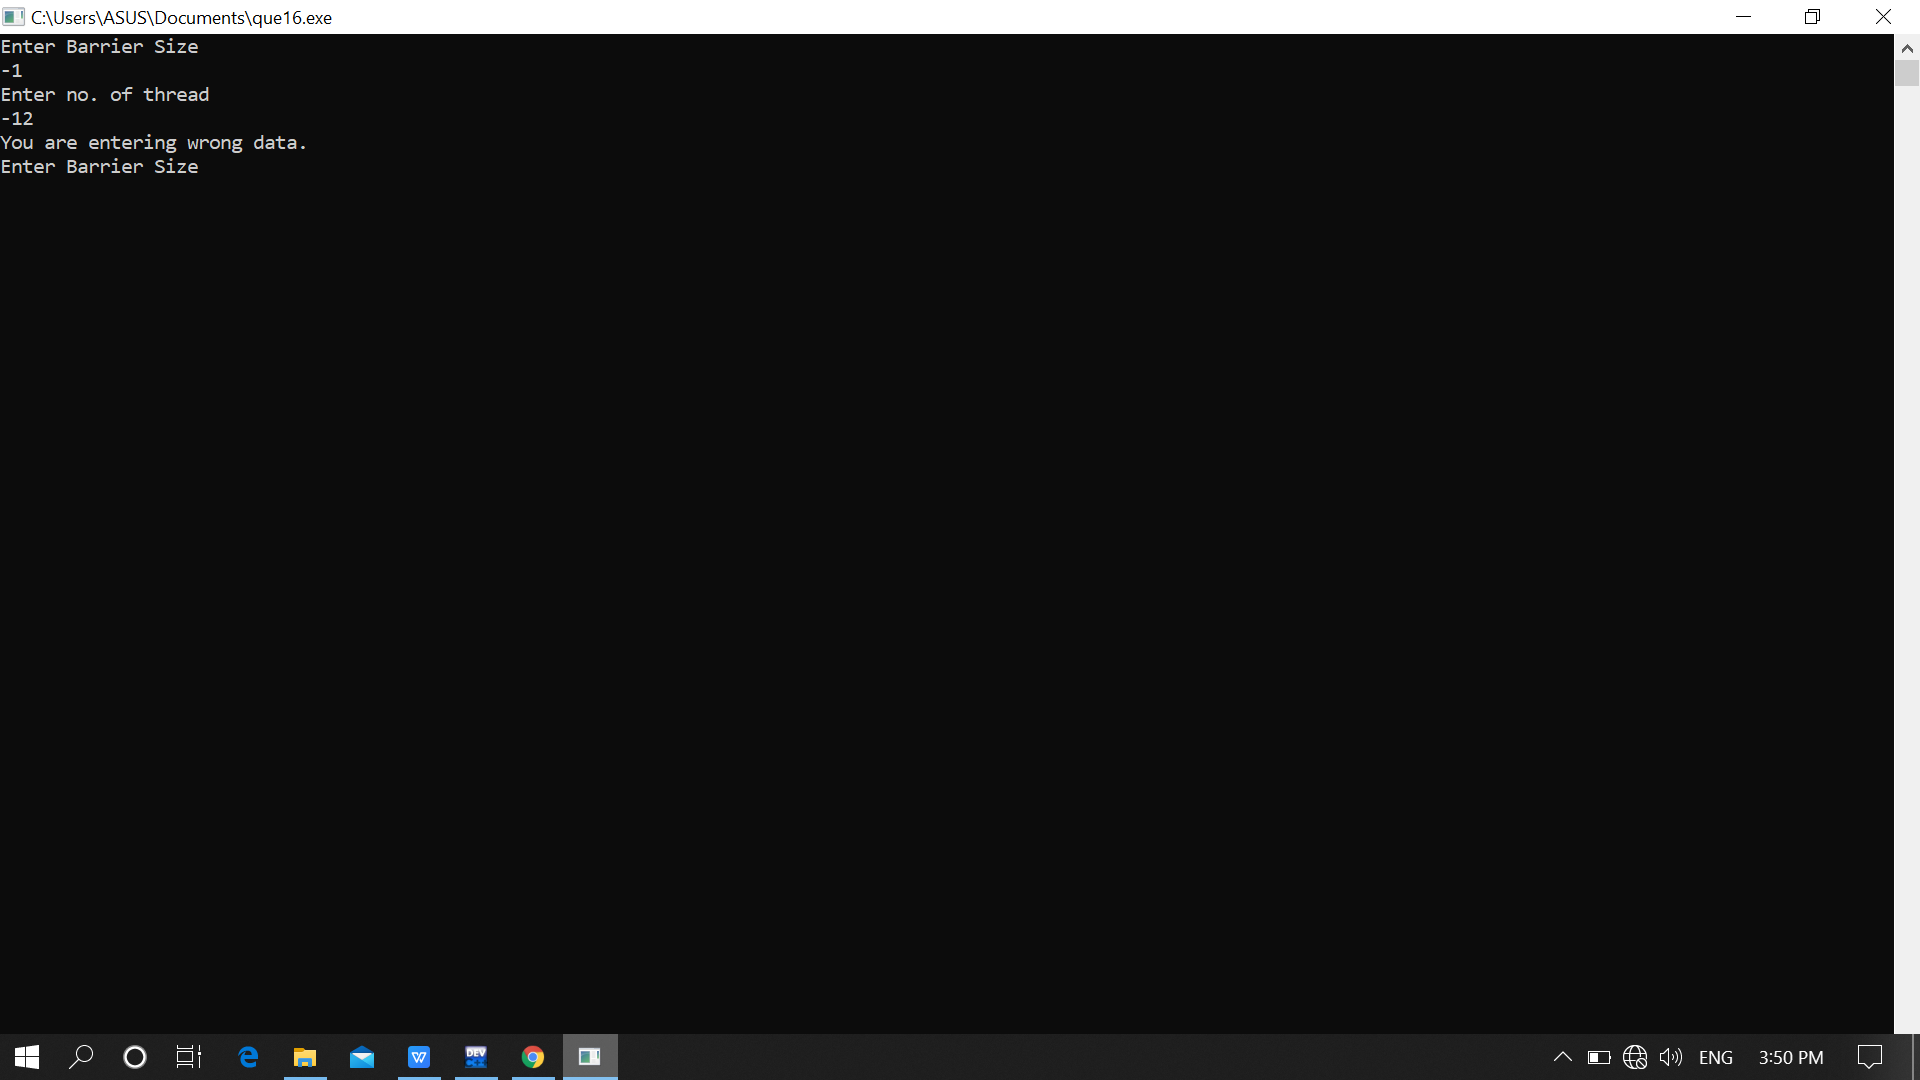 C:\Users\ASUS\Documents\que16.exe
Enter Barrier Size
-1
Enter no. of thread
-12
You are entering wrong data.
Enter Barrier Size
DEV
ENG
3:50 PM